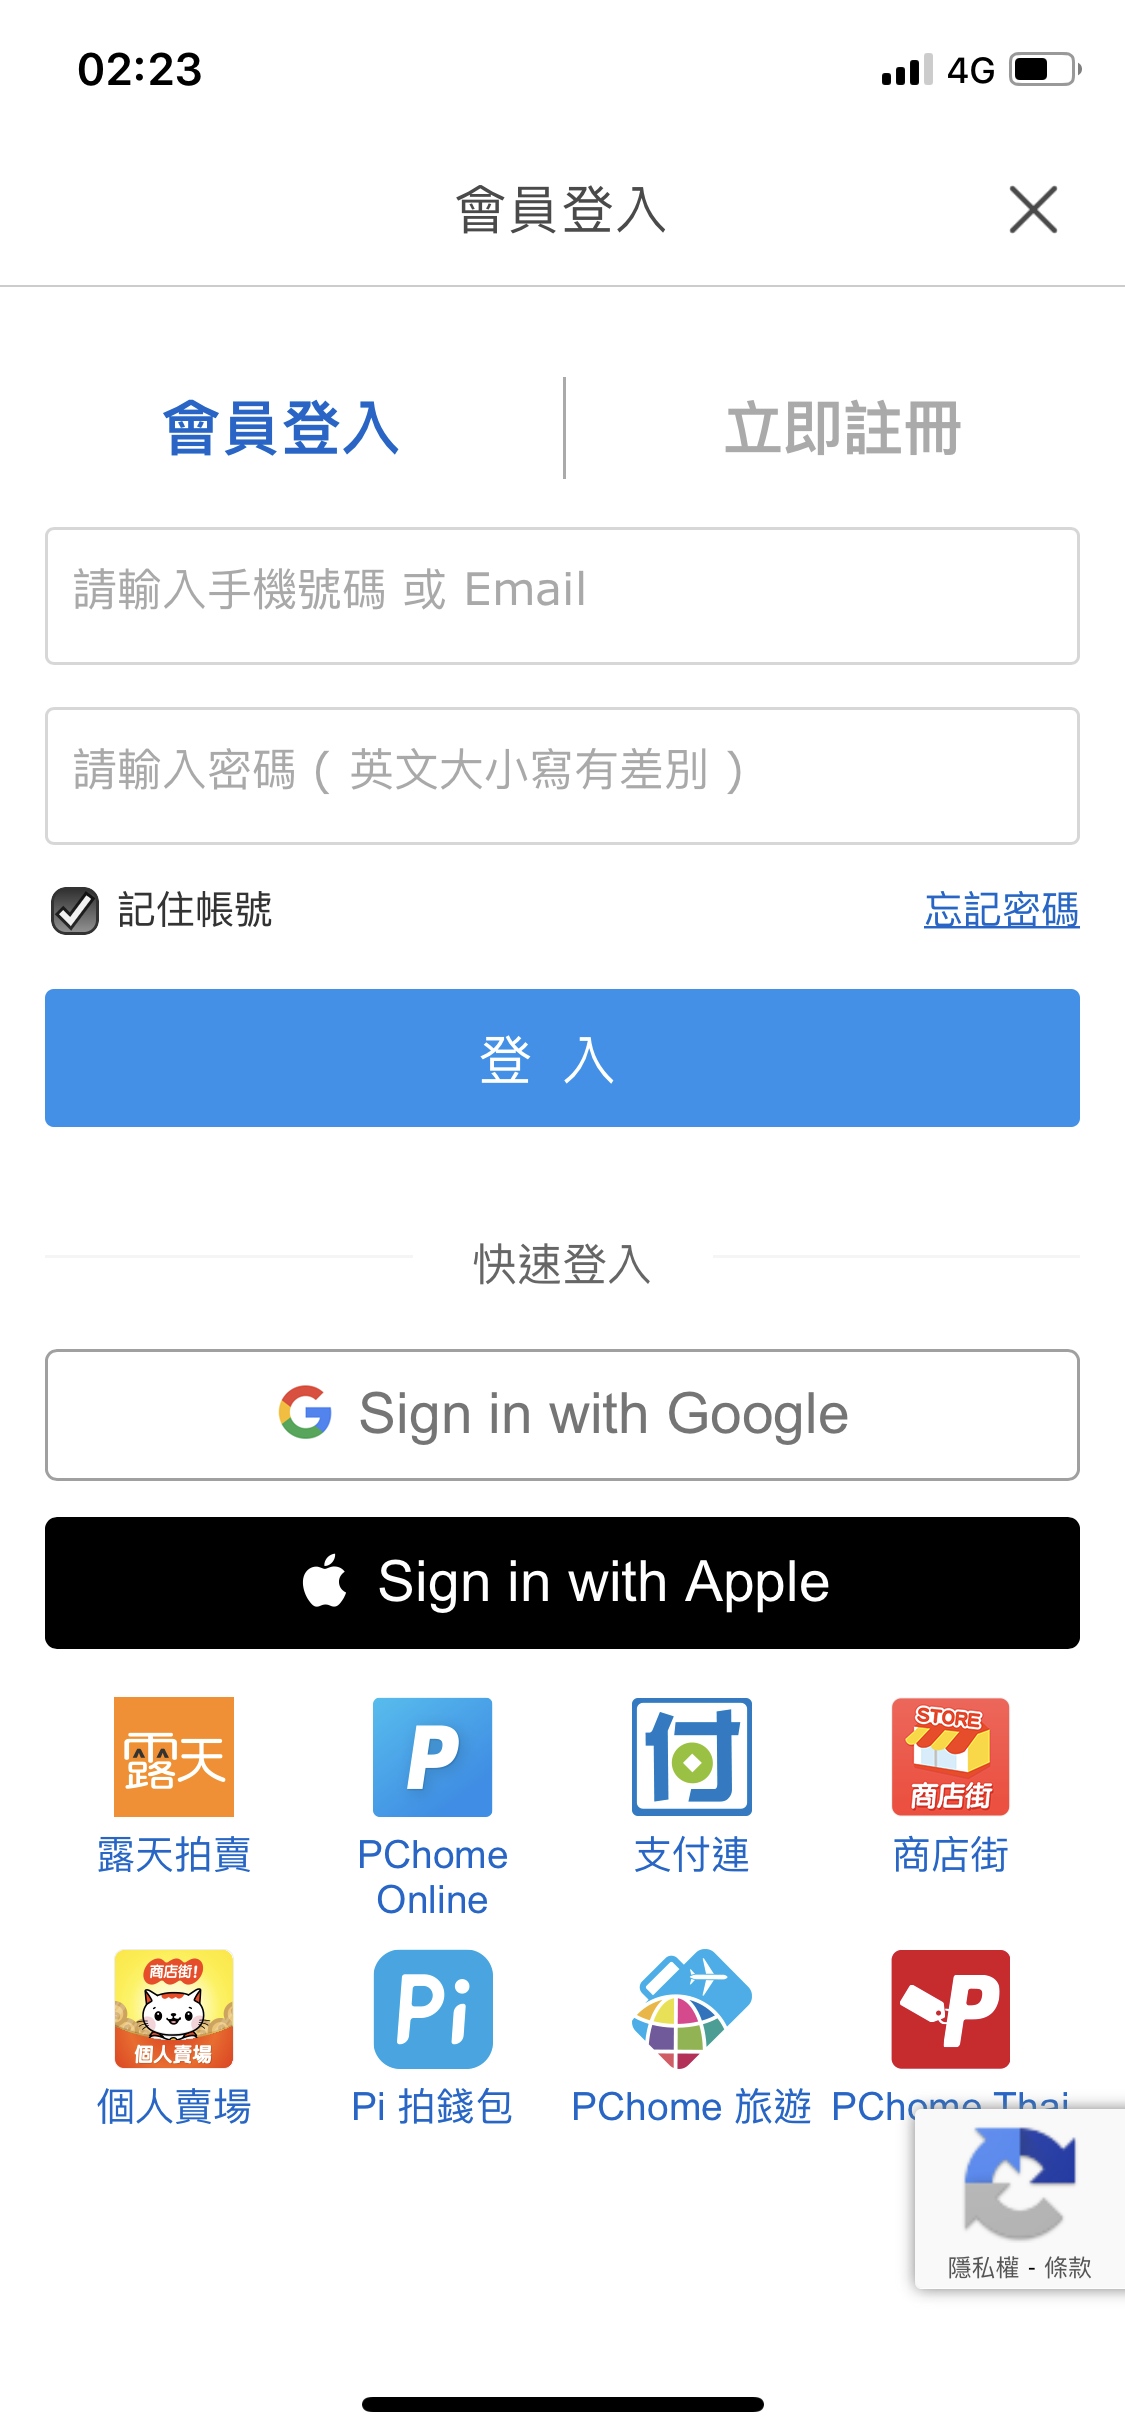 02:23
4G
會員登入
會員登入
立即註冊
請輸入手機號碼 或 Email
請輸入密碼 ( 英文大小寫有差別 )
記住帳號
忘記密碼
登 入
快速登入
Sign in with Google
Sign in with Apple
露天
P
付
STORE
商店街
露天拍賣
PChome
Online
支付連
商店街
商店街!
個人賣場
Pi
P
個人賣場
Pi 拍錢包
PChome 旅遊
PChome Thai
隱私權 - 條款